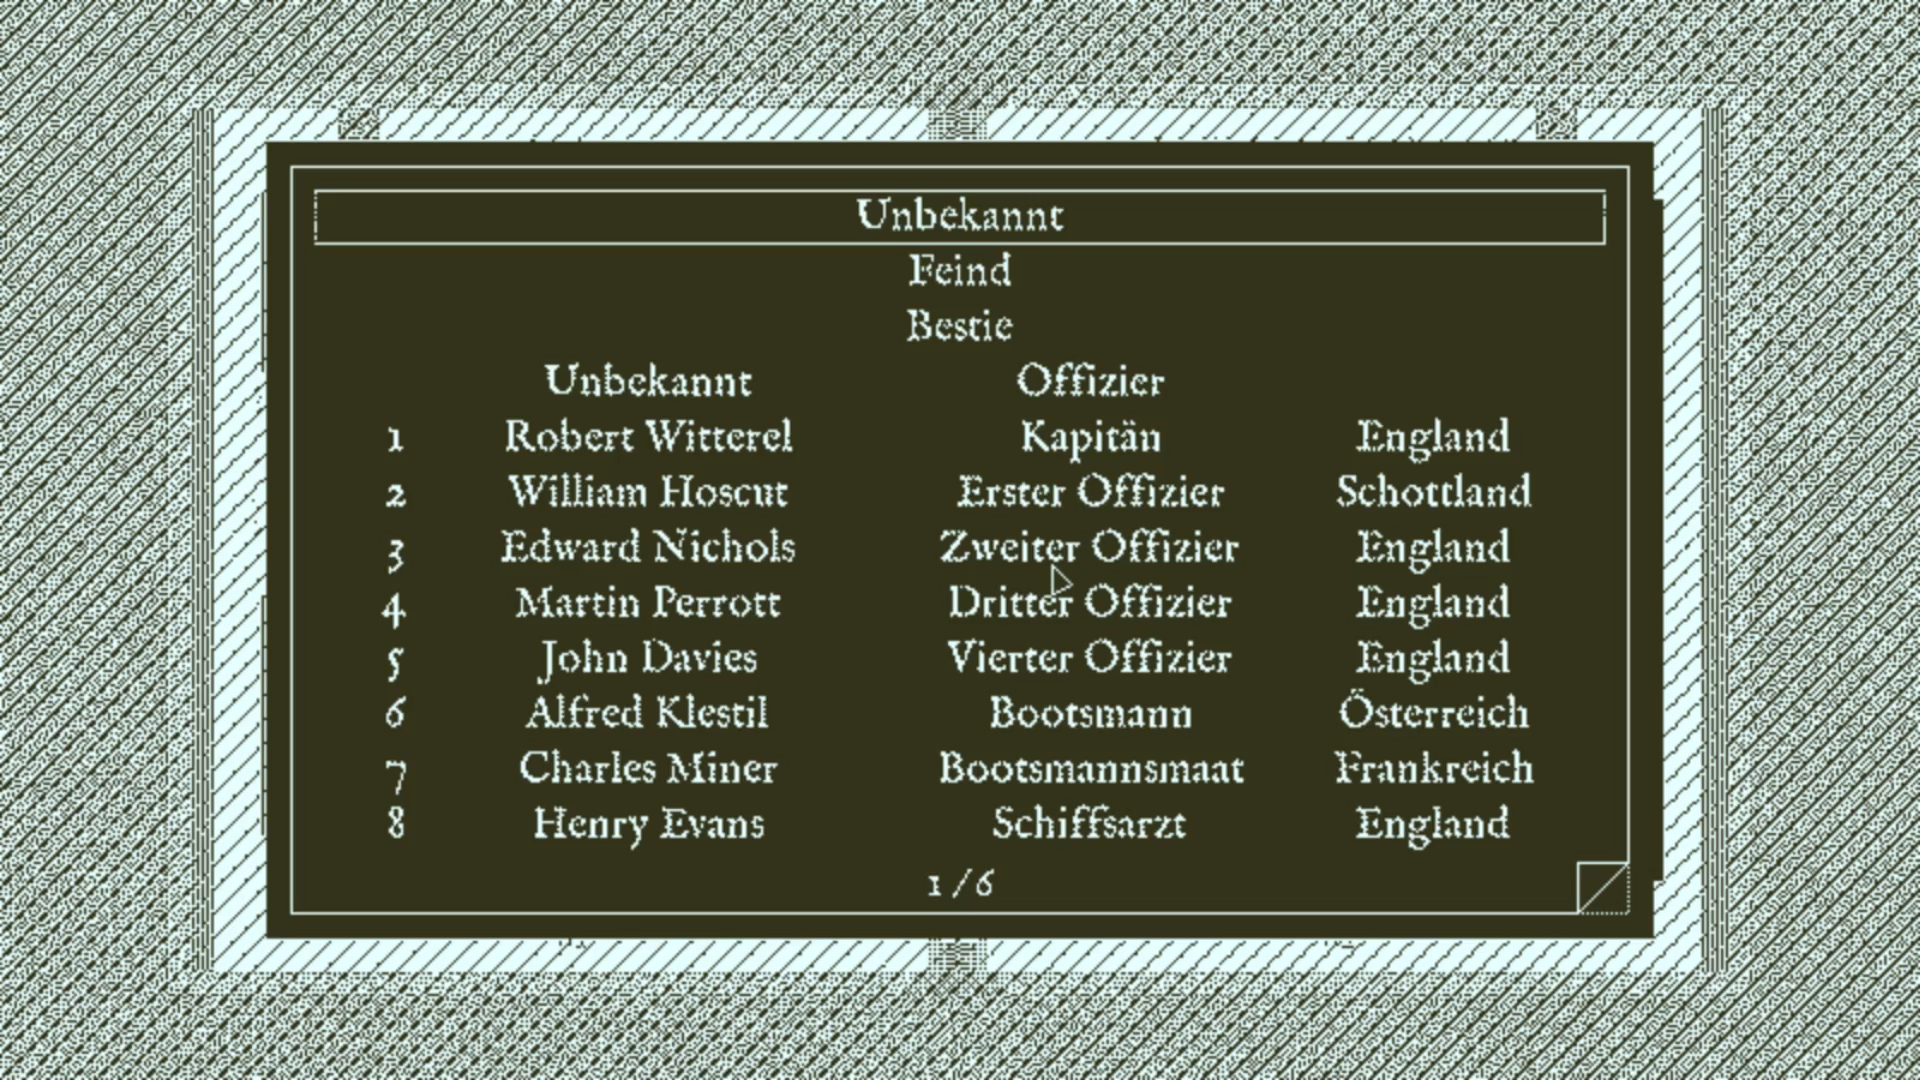 Unbekannt
Feind
Bestie
Unbekannt Offizier
1 Robert Witterel Kapitän England
2 William Hoscut Erster Offizier Schottland
3 Edward Nichols Zweiter Offizier England
4 Martin Perrott Dritter Offizier England
5 John Davies Vierter Offizier England
6 Alfred Klestil Bootsmann Österreich
7 Charles Miner Bootsmannsmaat Frankreich
8 Henry Evans Schiffsarzt England
1/6